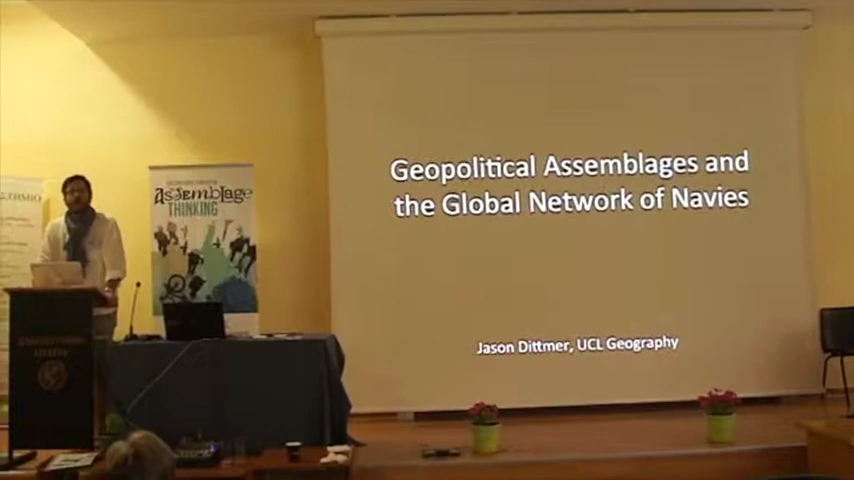 Geopolitical Assemblages and
the Global Network of Navies
Jason Dittmer, UCL Geography
Assemblage
THINKING